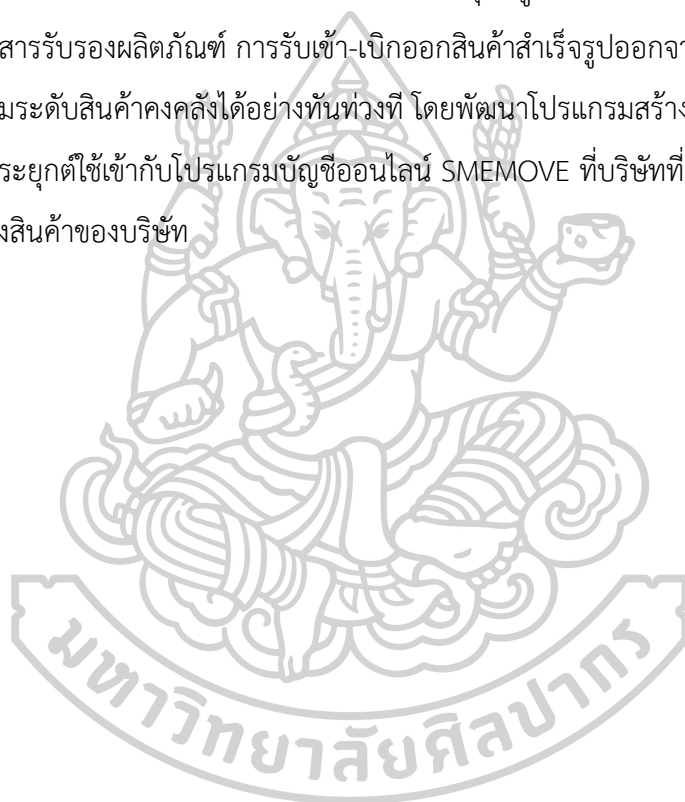 สารรับรองผลิตภัณฑ์ การรับเข้า-เบิกออกสินค้าสำเร็จรูปออกจา
มระดับสินค้าคงคลังได้อย่างทันท่วงที โดยพัฒนาโปรแกรมสร้าง
ระยุกต์ใช้เข้ากับโปรแกรมบัญชีออนไลน์ SMEMOVE ที่บริษัทที่
งสินค้าของบริษัท
มหาวิทยาลัยศิลปากร